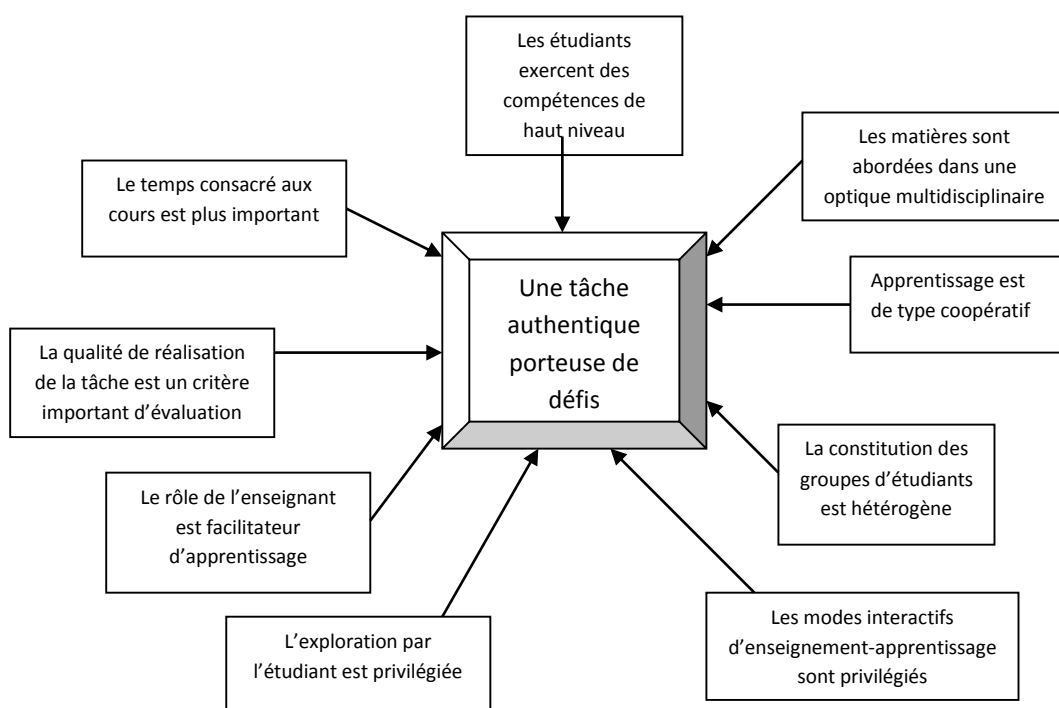 Les étudiants
exercent des
compétences de
haut niveau
Les matières sont
abordées dans une
optique multidisciplinaire
Le temps consacré aux
cours est plus important
Une tâche
authentique
porteuse de
défis
Apprentissage est
de type coopératif
La qualité de réalisation
de la tâche est un critère
important d’évaluation
La constitution des
groupes d’étudiants
est hétérogène
Le rôle de l’enseignant
est facilitateur
d’apprentissage
Les modes interactifs
d’enseignement-apprentissage
sont privilégiés
L’exploration par
l’étudiant est privilégiée